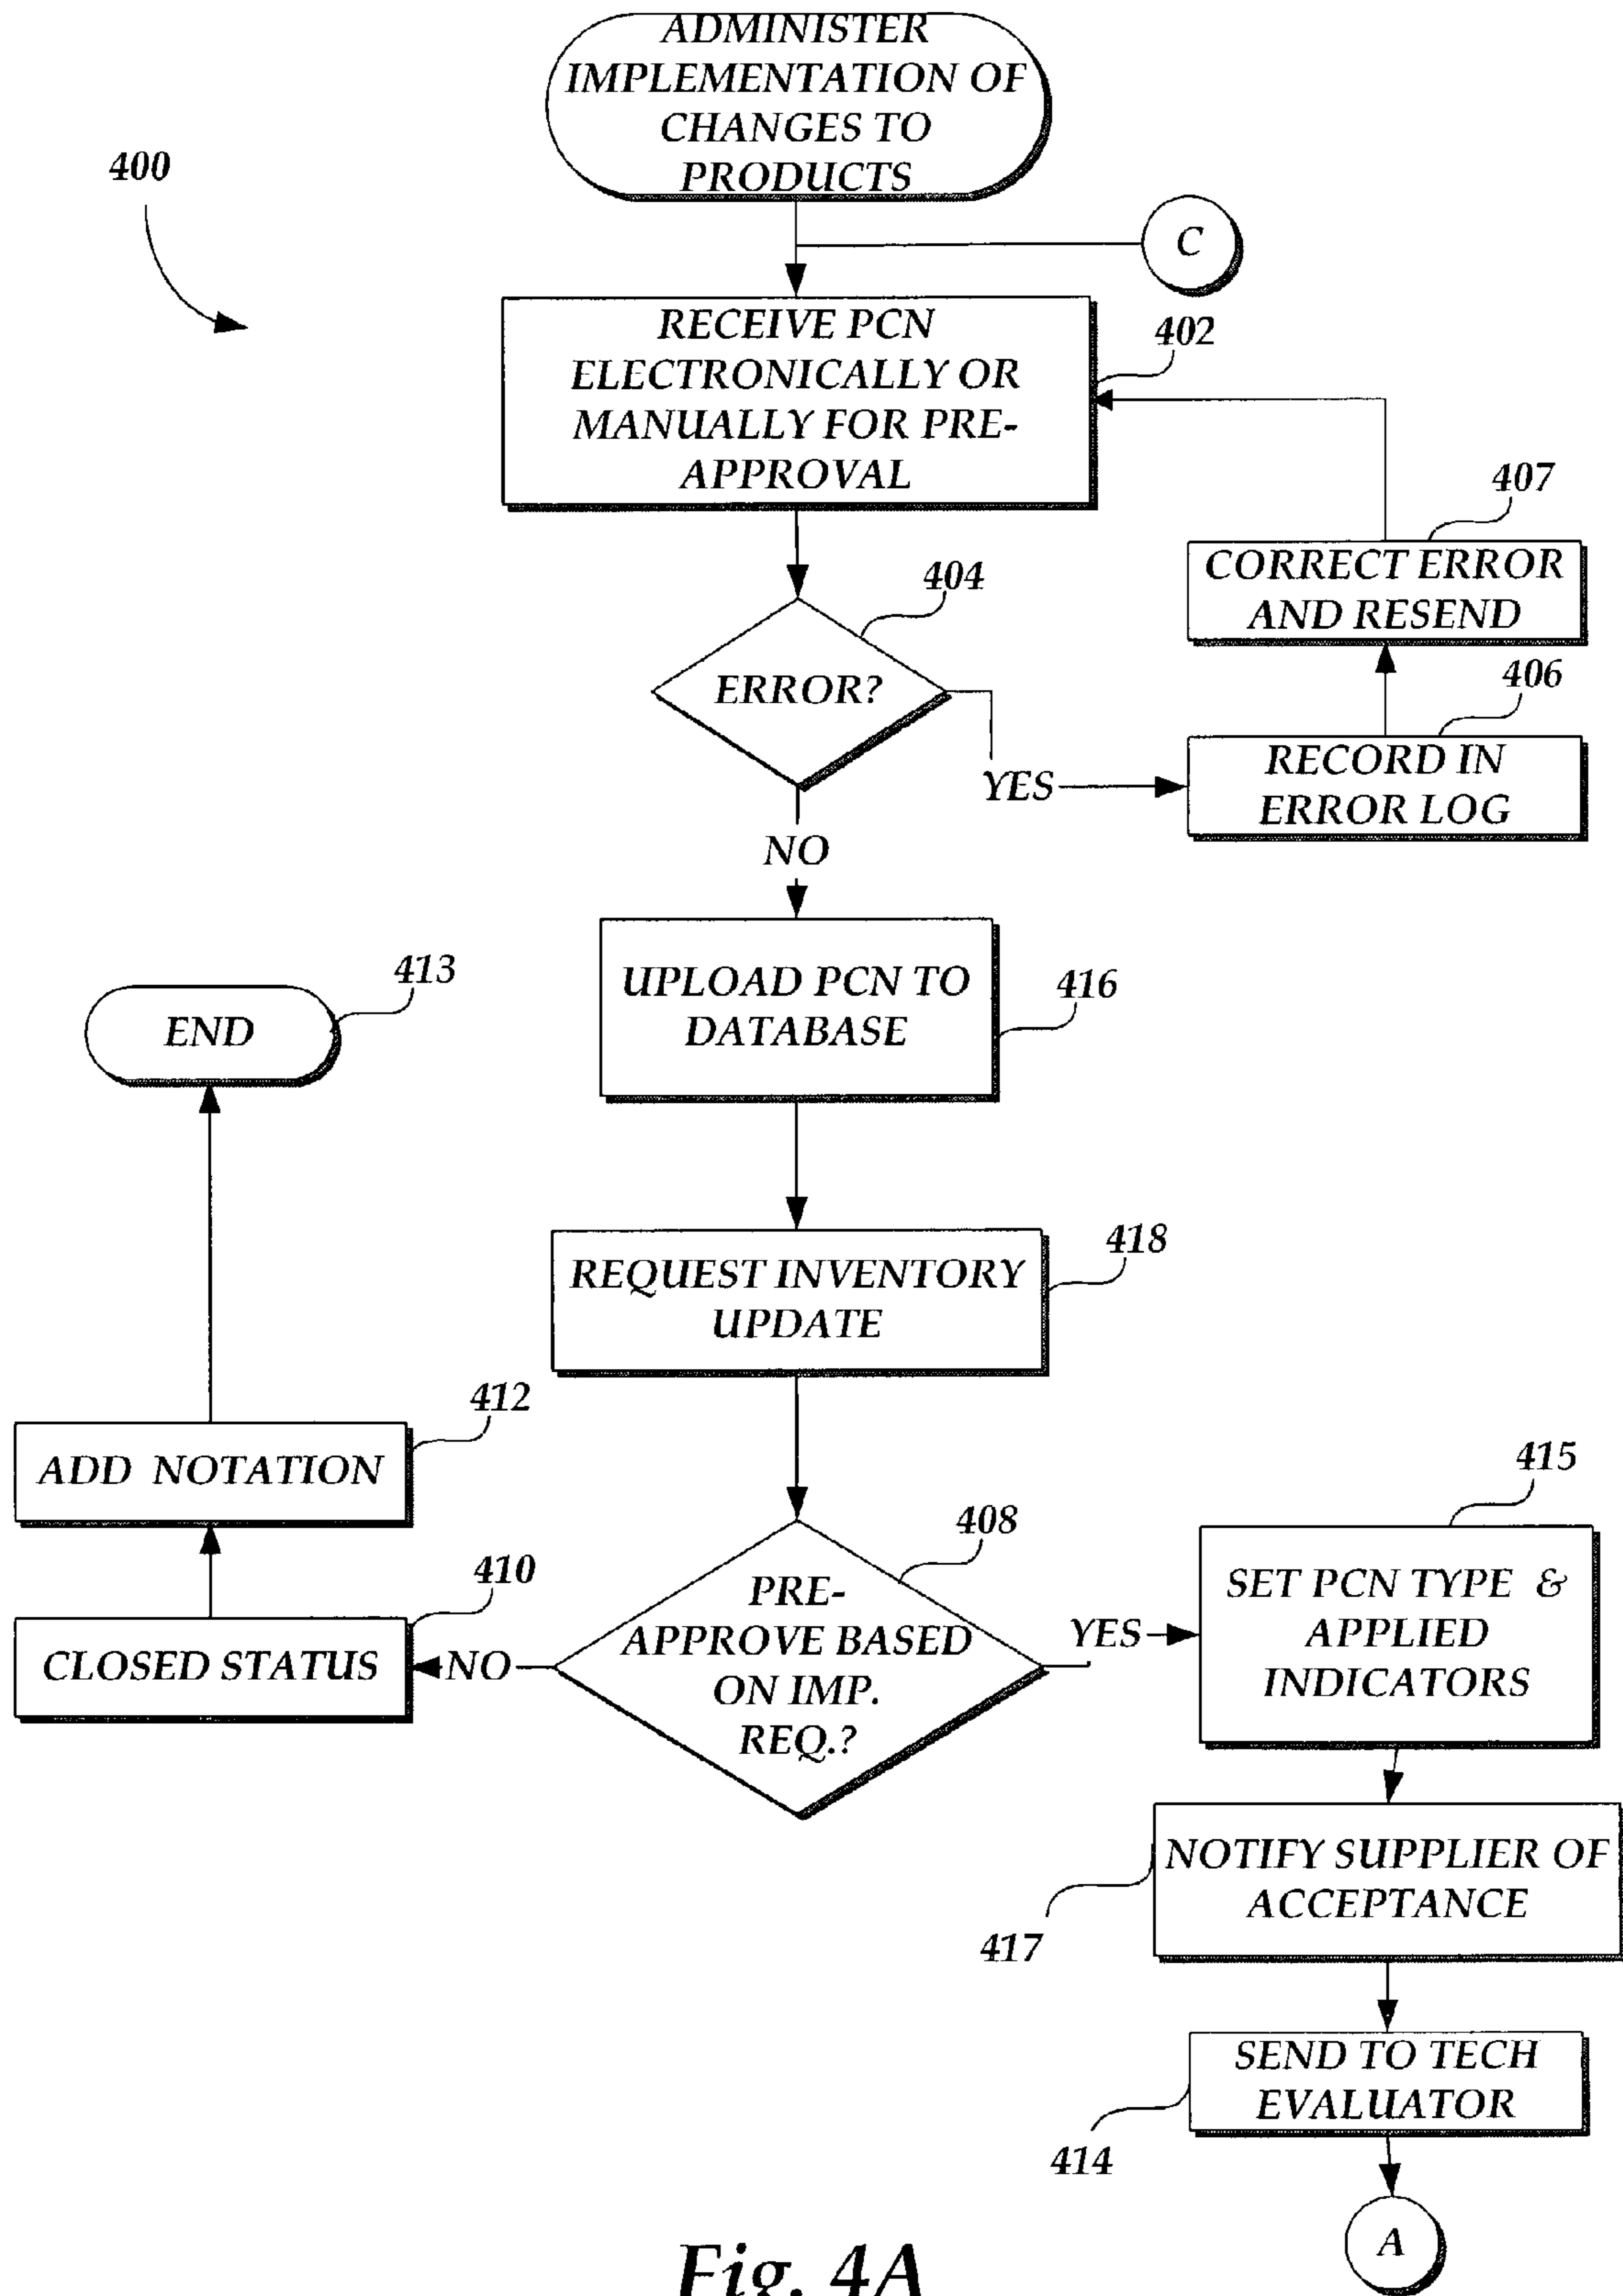 ADMINISTER
IMPLEMENTATION OF
CHANGES TO
PRODUCTS
400
C
RECEIVE PCN
ELECTRONICALLY OR
MANUALLY FOR PRE-
APPROVAL
402
407
CORRECT ERROR
AND RESEND
404
ERROR?
406
YES
RECORD IN
ERROR LOG
NO
413
END
UPLOAD PCN TO
DATABASE
416
418
REQUEST INVENTORY
UPDATE
412
ADD NOTATION
415
408
PRE-
APPROVE BASED
ON IMP.
REQ.?
410
CLOSED STATUS
NO
YES
SET PCN TYPE &
APPLIED
INDICATORS
NOTIFY SUPPLIER OF
ACCEPTANCE
417
SEND TO TECH
EVALUATOR
414
A
Fig. 4A